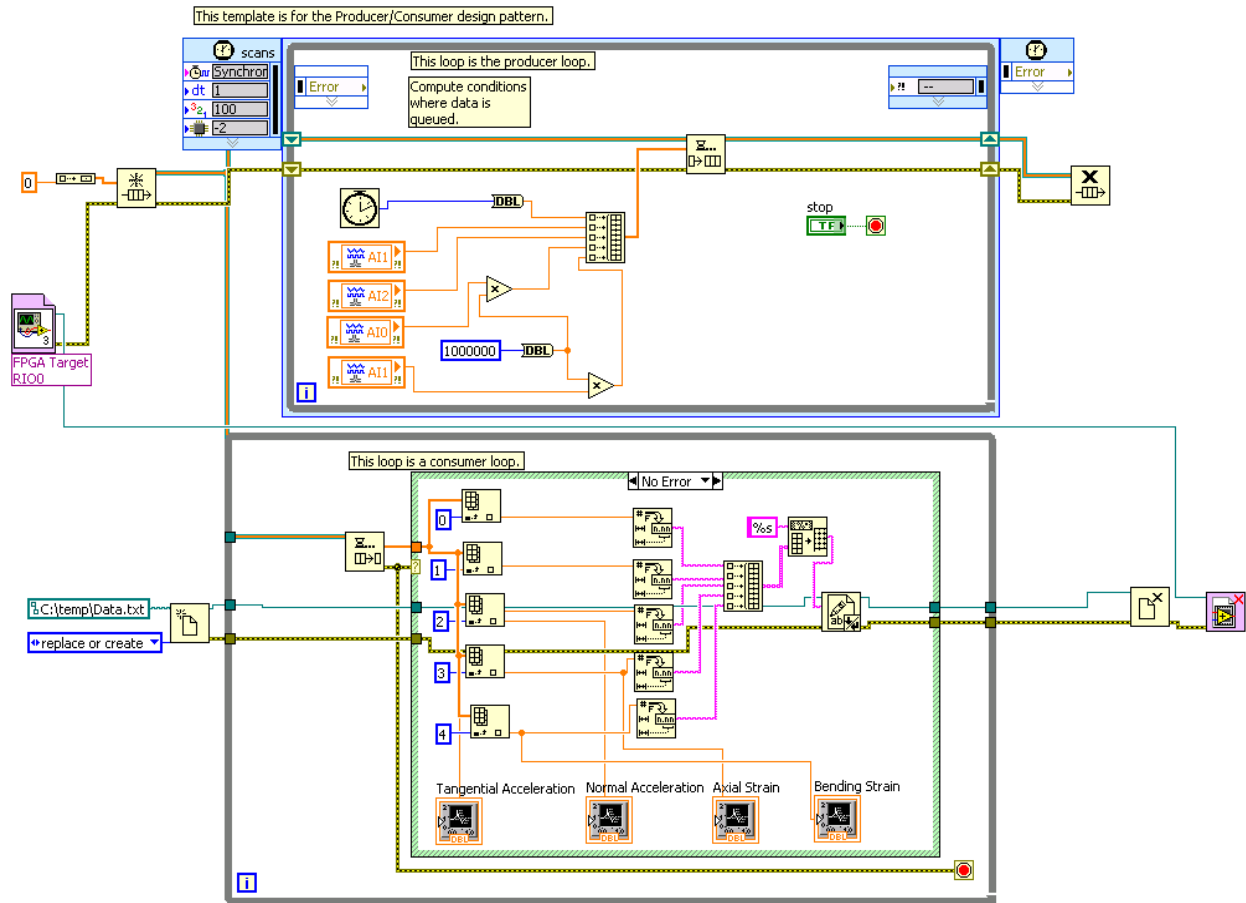 This template is for the Producer/Consumer design pattern.
scans
Synchror
dt 1
100
-2
Error
This loop is the producer loop.
Compute conditions
where data is
queued.
?! --
Error
0
DBL
stop
TF
AI1
AI2
AI0
1000000 DBL
AI1
i
3
FPGA Target
RIO0
This loop is a consumer loop.
No Error
0
%s
1
?
C:\temp\Data.txt
2
replace or create
3
4
Tangential Acceleration Normal Acceleration Axial Strain Bending Strain
DBL DBL DBL DBL
i